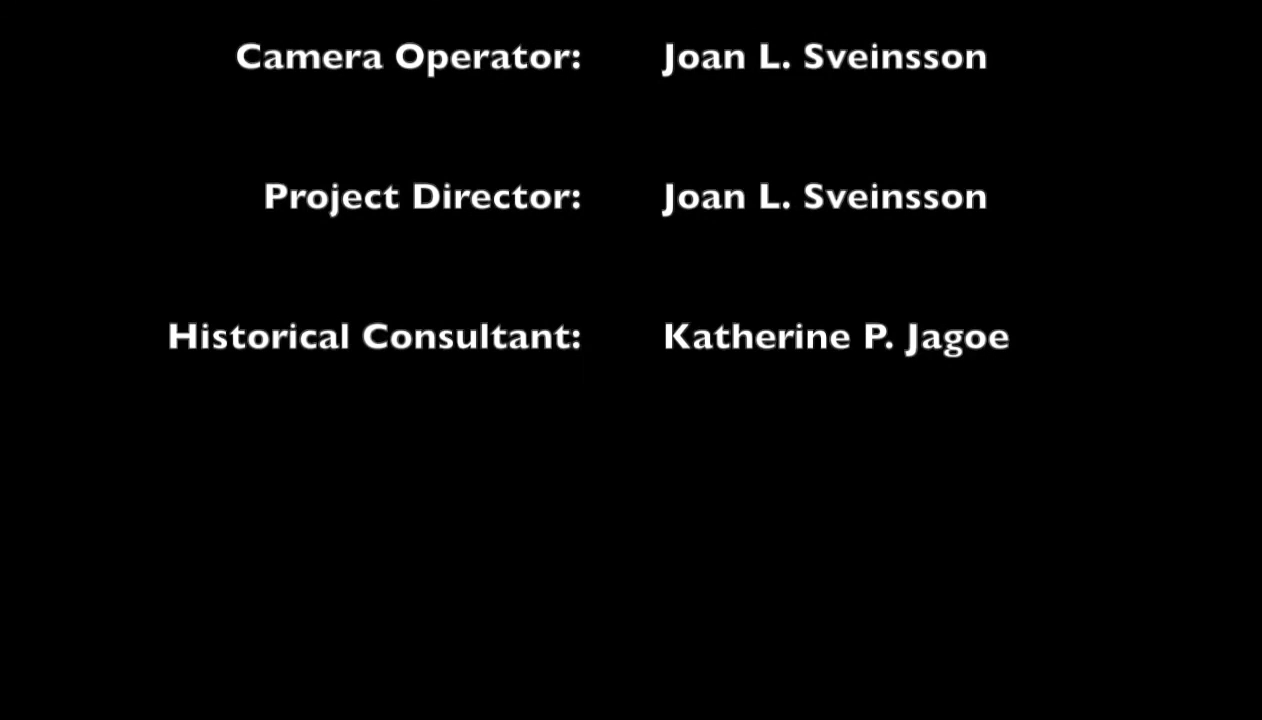 Camera Operator: Joan L. Sveinsson
Project Director: Joan L. Sveinsson
Historical Consultant: Katherine P. Jagoe